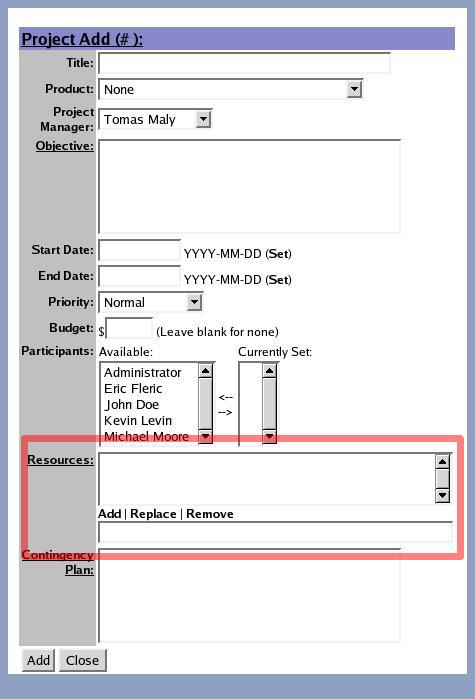 Project Add (# ):
Title:
Product: None
Project Manager: Tomas Maly
Objective:
Start Date: YYYY-MM-DD (Set)
End Date: YYYY-MM-DD (Set)
Priority: Normal
Budget: $ (Leave blank for none)
Participants: Available: Currently Set:
Administrator
Eric Fleric
John Doe
Kevin Levin
Michael Moore
<--
-->
Resources:
Add | Replace | Remove
Contingency
Plan:
Add Close